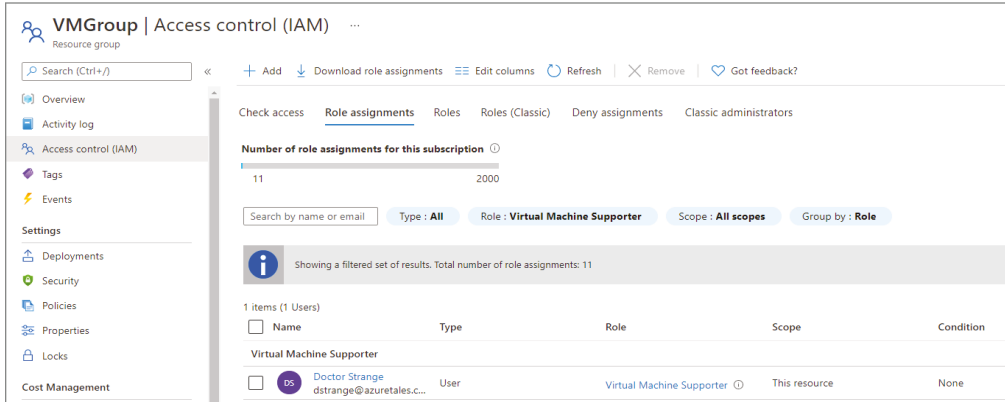 VMGroup | Access control (IAM) ...
Resource group
Search (Ctrl+/) «
Overview
Activity log
Access control (IAM)
Tags
Events
Settings
Deployments
Security
Policies
Properties
Locks
Cost Management
+ Add Download role assignments Edit columns Refresh Remove Got feedback?
Check access Role assignments Roles Roles (Classic) Deny assignments Classic administrators
Number of role assignments for this subscription
11 2000
Search by name or email Type : All Role : Virtual Machine Supporter Scope : All scopes Group by : Role
Showing a filtered set of results. Total number of role assignments: 11
1 items (1 Users)
Name Type Role Scope Condition
Virtual Machine Supporter
DS Doctor Strange User Virtual Machine Supporter This resource None
dstrange@azuretales.c...